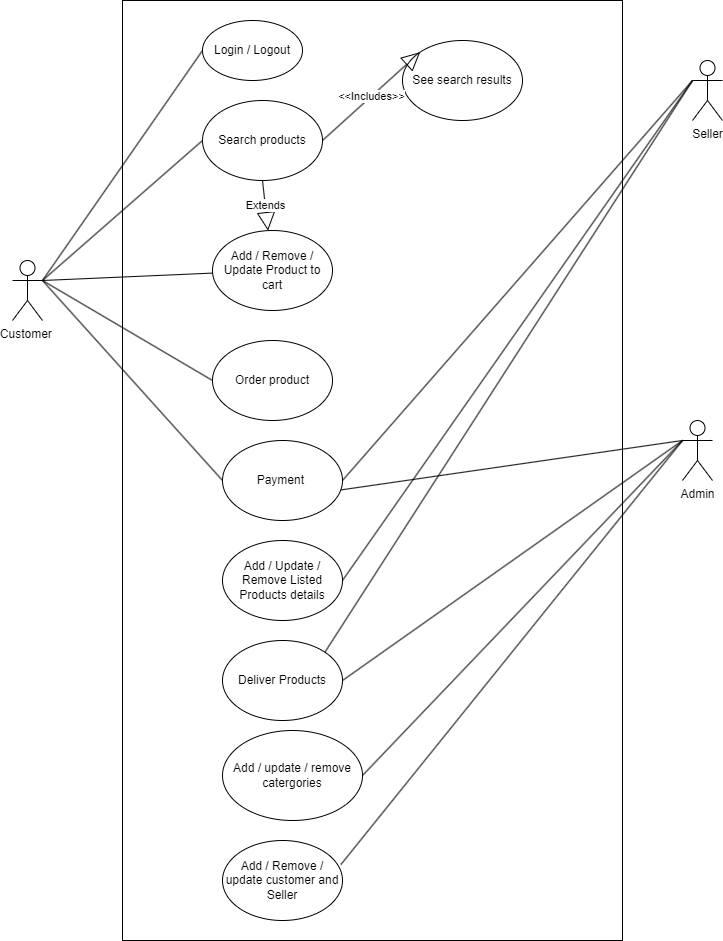 Login / Logout
See search results
<<Includes>>
Seller
Search products
Extends
Add / Remove /
Update Product to
cart
Customer
Order product
Payment
Admin
Add / Update /
Remove Listed
Products details
Deliver Products
Add / update / remove
catergories
Add / Remove /
update customer and
Seller